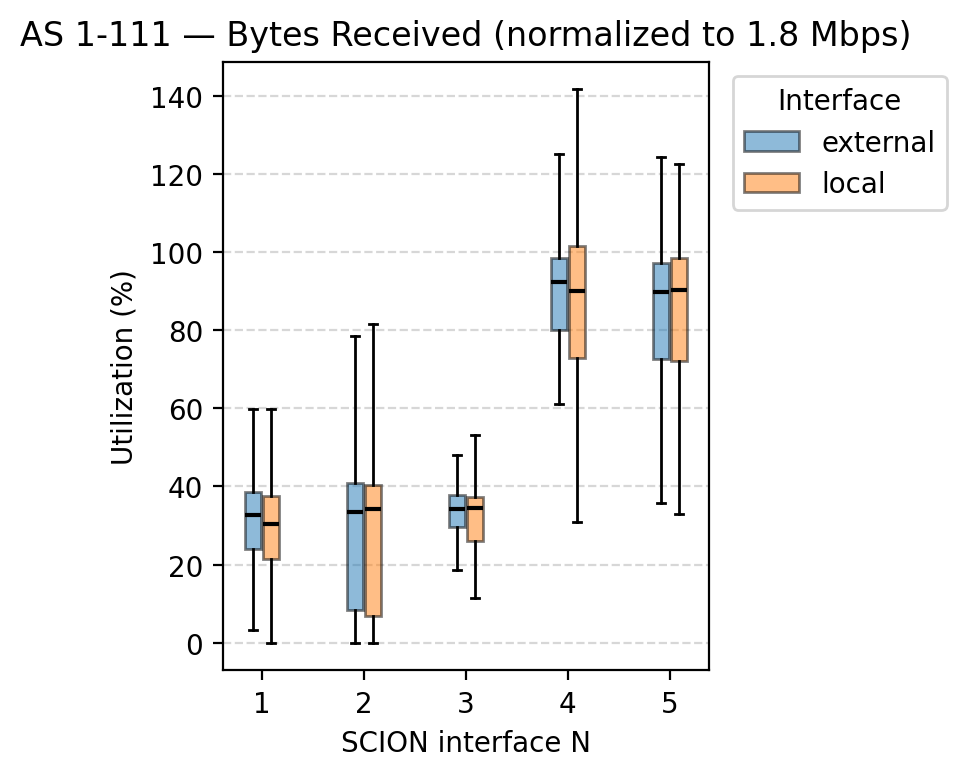 AS 1-111 — Bytes Received (normalized to 1.8 Mbps)
Interface
external
local
Utilization (%)
140
120
100
80
60
40
20
0
1 2 3 4 5
SCION interface N